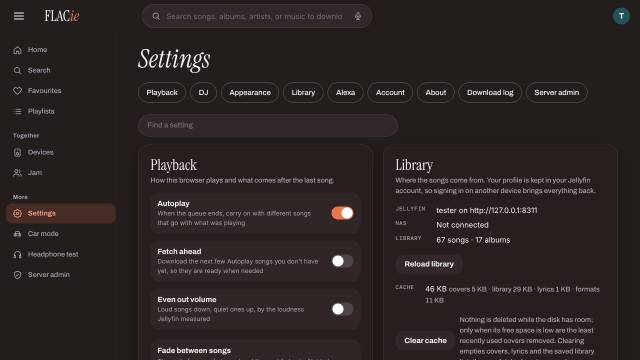 FLACie
Search songs, albums, artists, or music to downlo
T
Home
Search
Favourites
Playlists
Together
Devices
Jam
More
Settings
Car mode
Headphone test
Server admin
Settings
Playback
DJ
Appearance
Library
Alexa
Account
About
Download log
Server admin
Find a setting
Playback
How this browser plays and what comes after the last song.
Autoplay
When the queue ends, carry on with different songs
that go with what was playing
Fetch ahead
Download the next few Autoplay songs you don't have
yet, so they are ready when needed
Even out volume
Loud songs down, quiet ones up, by the loudness
Jellyfin measured
Fade between songs
Library
Where the songs come from. Your profile is kept in your Jellyfin
account, so signing in on another device brings everything back.
JELLYFIN tester on http://127.0.0.1:8311
NAS Not connected
LIBRARY 67 songs · 17 albums
Reload library
CACHE 46 KB covers 5 KB · library 29 KB · lyrics 1 KB · formats
11 KB
Clear cache
Nothing is deleted while the disk has room;
only when its free space is low are the least
recently used covers removed. Clearing
empties covers, lyrics and the saved library